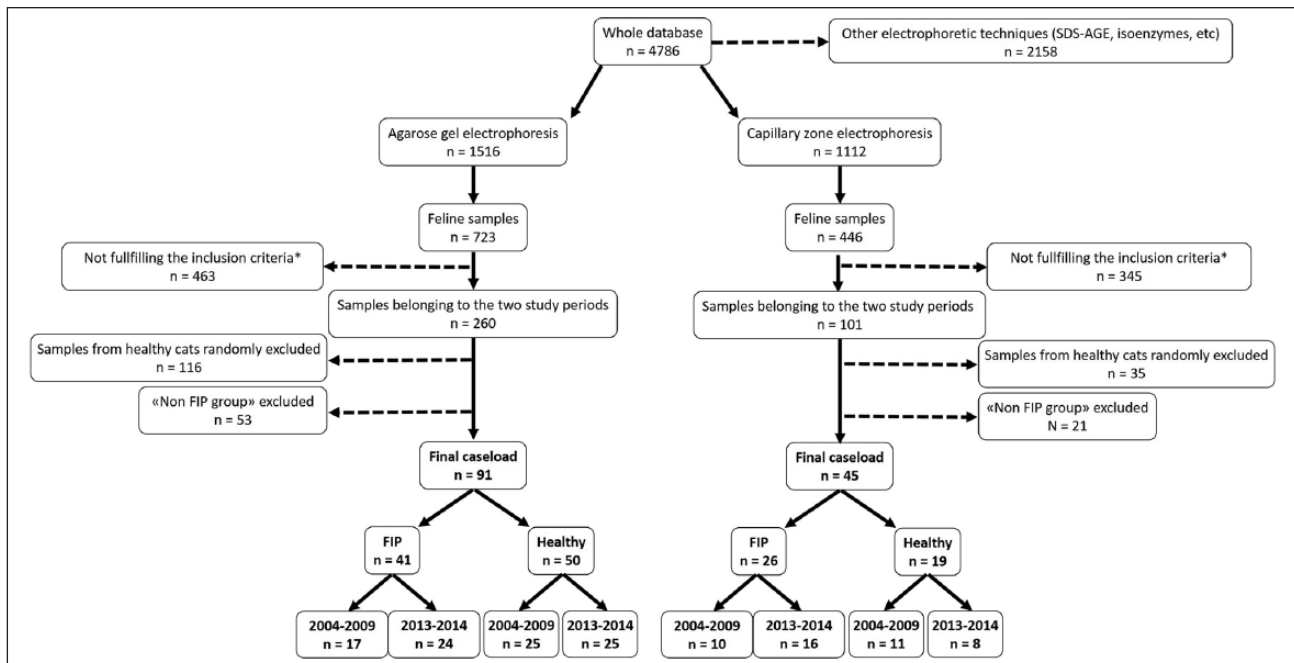 Whole database
n = 4786
Other electrophoretic techniques (SDS-AGE, isoenzymes, etc)
n = 2158
Agarose gel electrophoresis
n = 1516
Capillary zone electrophoresis
n = 1112
Feline samples
n = 723
Feline samples
n = 446
Not fullfilling the inclusion criteria*
n = 463
Not fullfilling the inclusion criteria*
n = 345
Samples belonging to the two study periods
n = 260
Samples belonging to the two study periods
n = 101
Samples from healthy cats randomly excluded
n = 116
Samples from healthy cats randomly excluded
n = 35
«Non FIP group» excluded
n = 53
«Non FIP group» excluded
N = 21
Final caseload
n = 91
Final caseload
n = 45
FIP
n = 41
Healthy
n = 50
FIP
n = 26
Healthy
n = 19
2004-2009
n = 17
2013-2014
n = 24
2004-2009
n = 25
2013-2014
n = 25
2004-2009
n = 10
2013-2014
n = 16
2004-2009
n = 11
2013-2014
n = 8